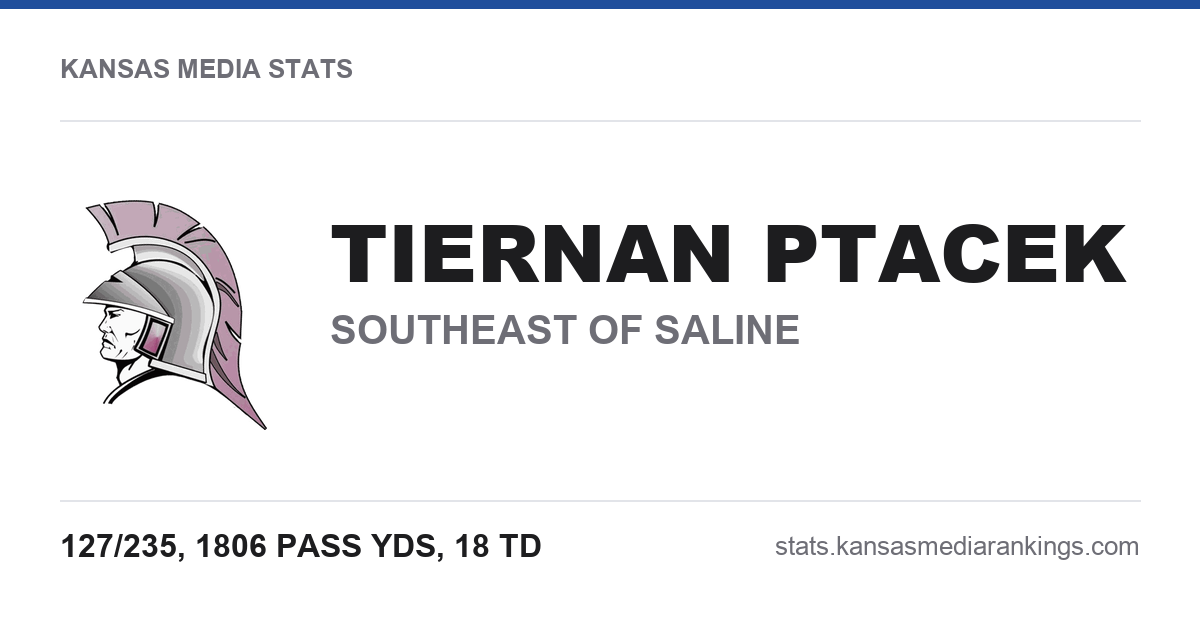 KANSAS MEDIA STATS
TIERNAN PTACEK
SOUTHEAST OF SALINE
127/235, 1806 PASS YDS, 18 TD
stats.kansasmediarankings.com